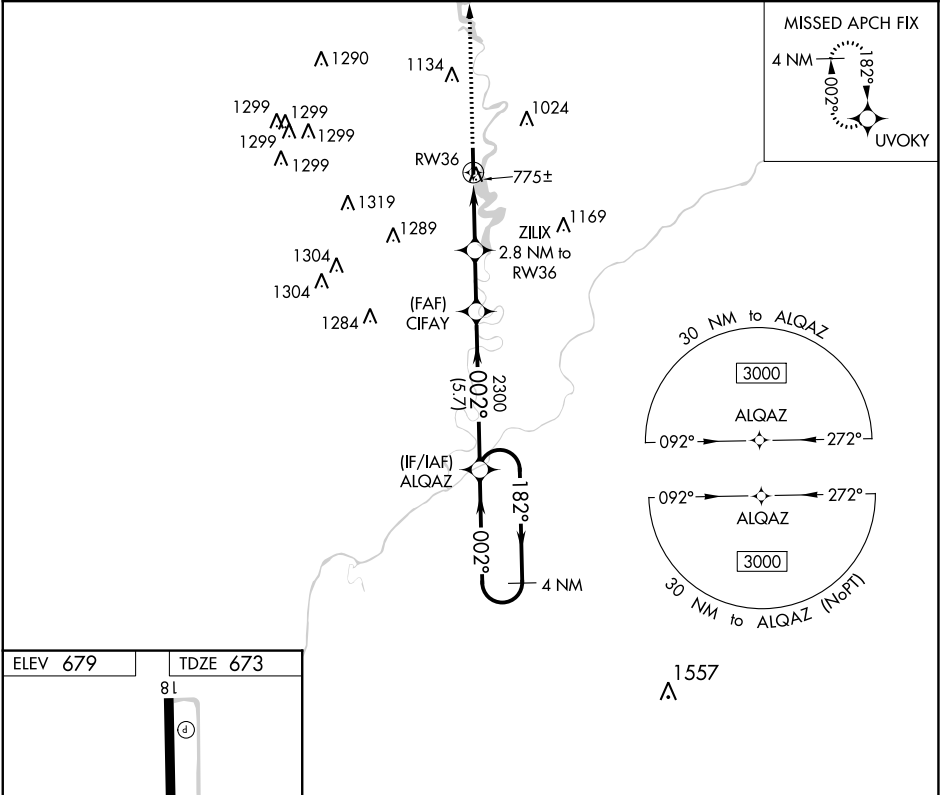 MISSED APCH FIX
4 NM
182°
002°
UVOKY
1290
1134
1299
1299
1299
1299
1299
1024
RW36
775±
1319
1289
1169
ZILIX
2.8 NM to
RW36
1304
1304
1284
(FAF)
CIFAY
2300
002°
(5.7)
(IF/IAF)
ALQAZ
182°
002°
4 NM
30 NM to ALQAZ
3000
ALQAZ
092°
272°
092°
272°
ALQAZ
3000
30 NM to ALQAZ (NoPT)
1557
ELEV 679
TDZE 673
18
P